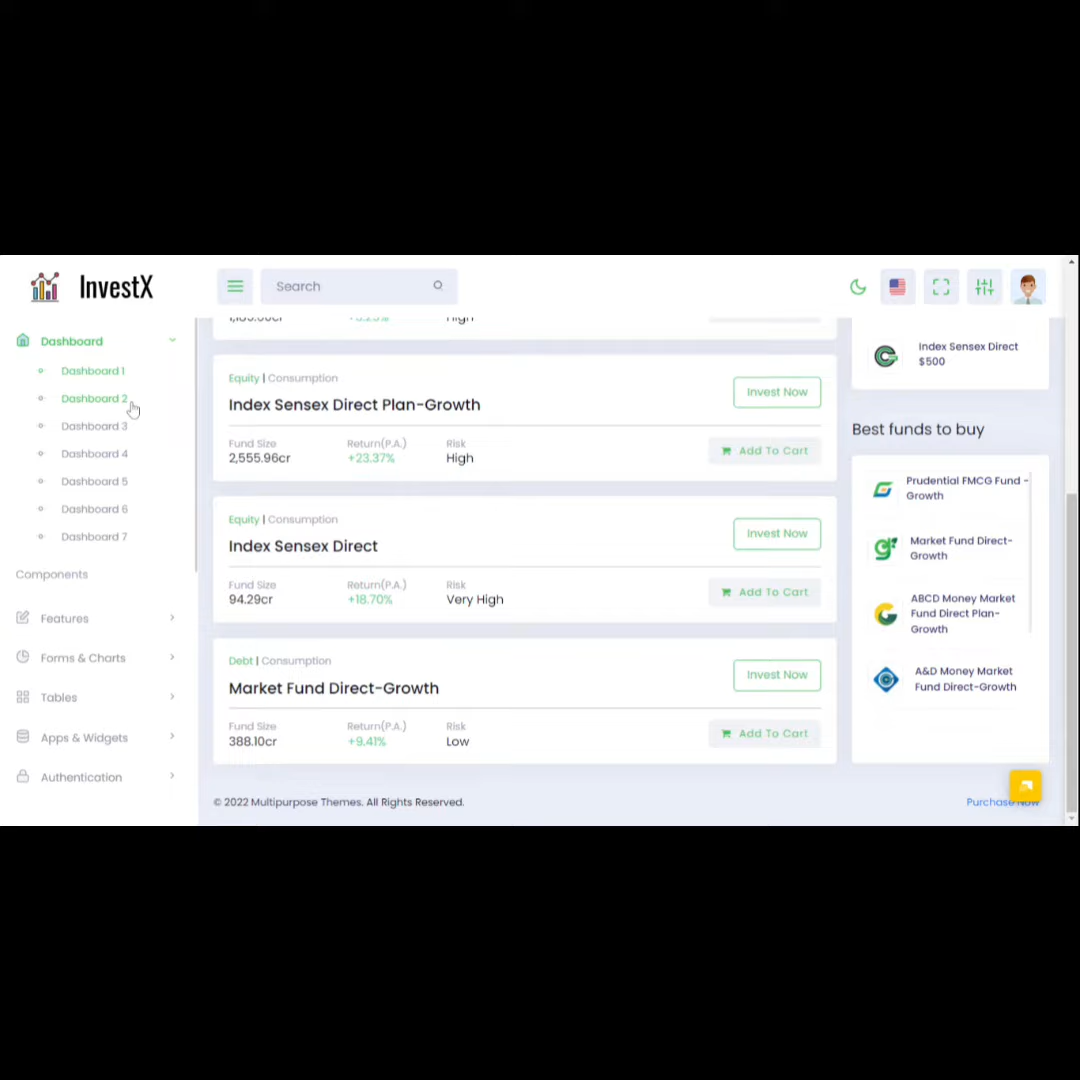 InvestX
Search
Dashboard
Dashboard 1
Dashboard 2
Dashboard 3
Dashboard 4
Dashboard 5
Dashboard 6
Dashboard 7
Components
Features
Forms & Charts
Tables
Apps & Widgets
Authentication
High
Equity | Consumption
Index Sensex Direct Plan-Growth
Invest Now
Fund Size Return(P.A.) Risk
2,555.96cr +23.37% High
Add To Cart
Equity | Consumption
Index Sensex Direct
Invest Now
Fund Size Return(P.A.) Risk
94.29cr +18.70% Very High
Add To Cart
Debt | Consumption
Market Fund Direct-Growth
Invest Now
Fund Size Return(P.A.) Risk
388.10cr +9.41% Low
Add To Cart
Index Sensex Direct
$500
Best funds to buy
Prudential FMCG Fund -
Growth
Market Fund Direct-
Growth
ABCD Money Market
Fund Direct Plan-
Growth
A&D Money Market
Fund Direct-Growth
© 2022 Multipurpose Themes. All Rights Reserved.
Purchase Now